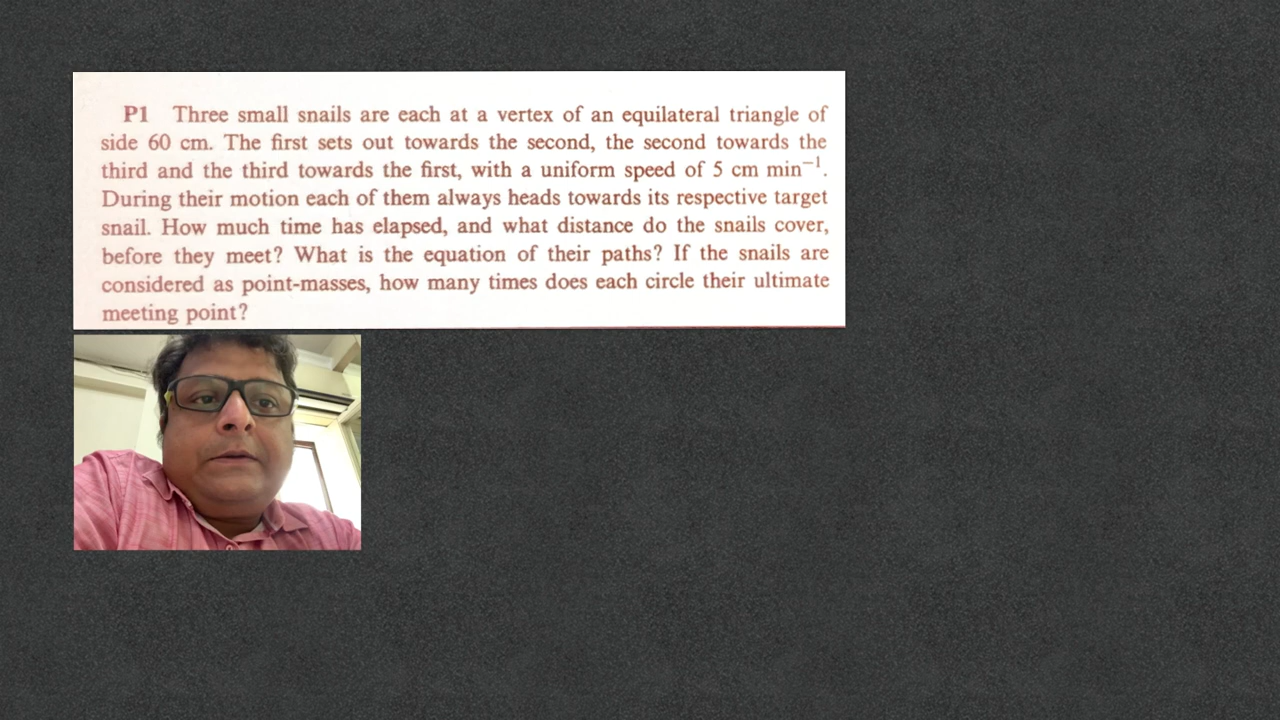 P1 Three small snails are each at a vertex of an equilateral triangle of
side 60 cm. The first sets out towards the second, the second towards the
third and the third towards the first, with a uniform speed of 5 cm min⁻¹.
During their motion each of them always heads towards its respective target
snail. How much time has elapsed, and what distance do the snails cover,
before they meet? What is the equation of their paths? If the snails are
considered as point-masses, how many times does each circle their ultimate
meeting point?